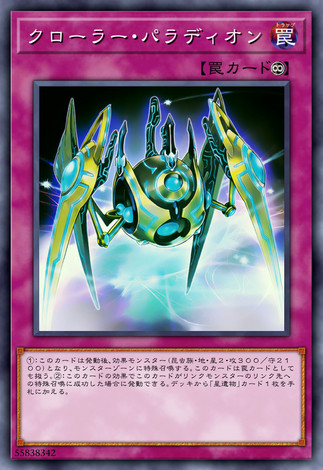 クローラー・パラディオン
罠
トラップ
【罠カード】
①:このカードは発動後、効果モンスター(昆虫族・地・星2・攻300/守21
00)となり、モンスターゾーンに特殊召喚する。このカードは罠カードとして
も扱う。②:このカードの効果でこのカードがリンクモンスターのリンク先へ
の特殊召喚に成功した場合に発動できる。デッキから「星遺物」カード1枚を手
札に加える。
55838342